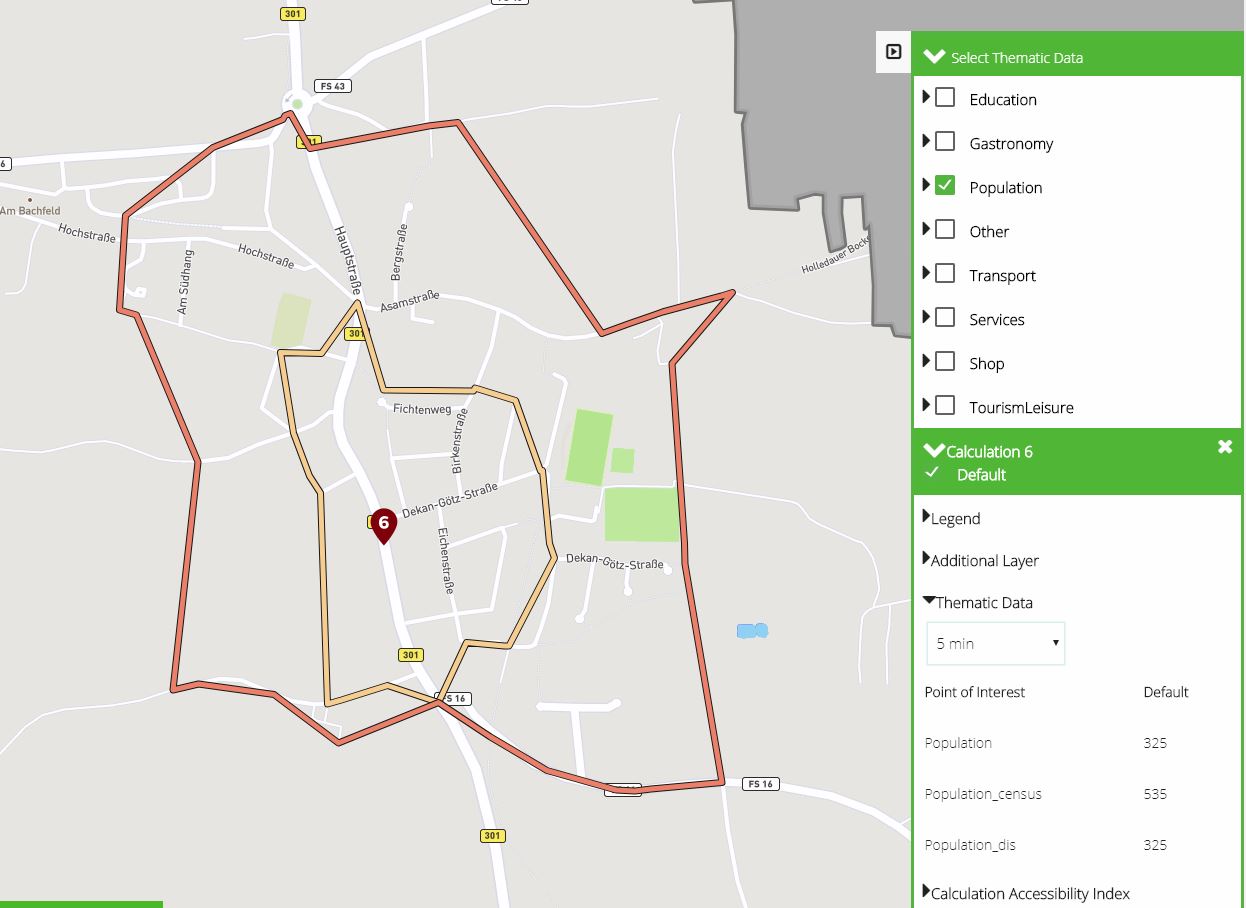 301
FS 43
301
6
Am Bachfeld
Hochstraße
Hochstraße
Am Südhang
Hauptstraße
Bergstraße
Asamstraße
Holledauer Bocke
301
Fichtenweg
Birkenstraße
Dekan-Götz-Straße
6
Eichenstraße
Dekan-Götz-Straße
301
FS 16
FS 16
301
Select Thematic Data
Education
Gastronomy
Population
Other
Transport
Services
Shop
TourismLeisure
Calculation 6
Default
Legend
Additional Layer
Thematic Data
5 min
Point of Interest Default
Population 325
Population_census 535
Population_dis 325
Calculation Accessibility Index